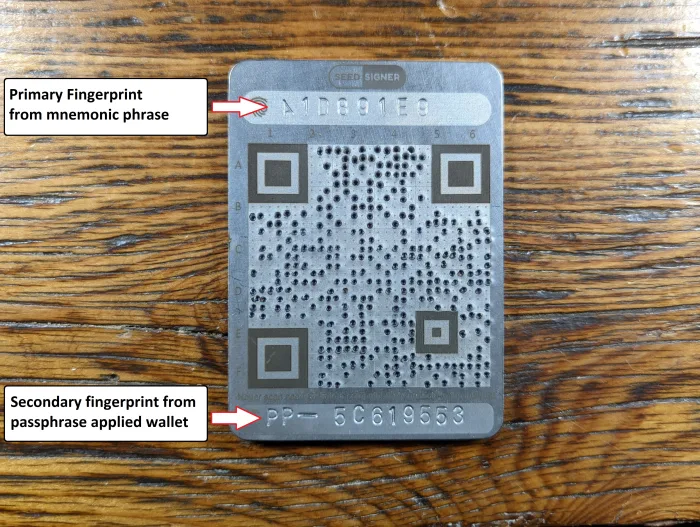 SEED SIGNER
Primary Fingerprint
from mnemonic phrase
1 2 3 4 5 6
A
B
C
D
E
Secondary fingerprint from
passphrase applied wallet
PP— 5C619553